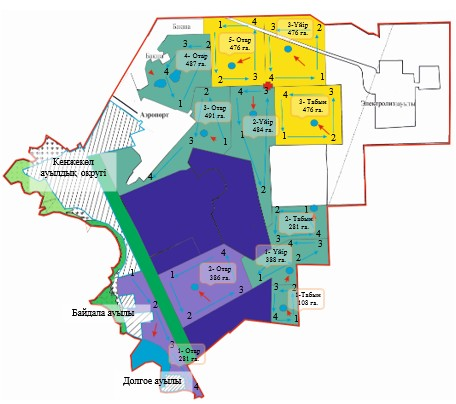 5- Отар
476 га.
3-Үйір
476 га.
4- Отар
487 га.
3- Отар
491 га.
2-Үйір
484 га.
3- Табын
476 га.
Аэропорт
Кенжекөл
ауылдық округі
2- Табын
281 га.
1- Үйір
388 га.
2- Отар
386 га.
1-Табын
108 га.
Байдала ауылы
1- Отар
281 га.
Долгое ауылы